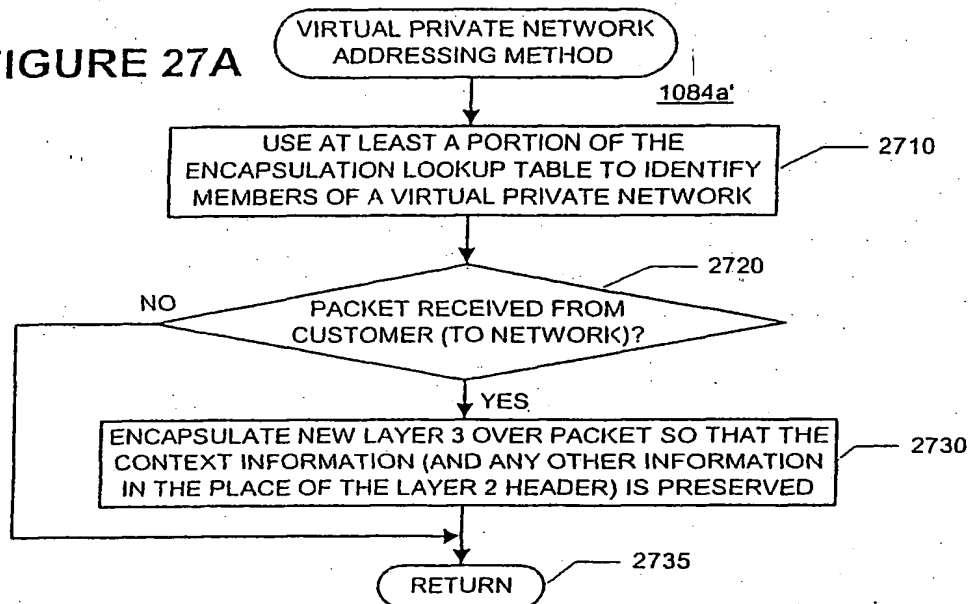 VIRTUAL PRIVATE NETWORK
ADDRESSING METHOD
FIGURE 27A
1084a'
USE AT LEAST A PORTION OF THE
ENCAPSULATION LOOKUP TABLE TO IDENTIFY
MEMBERS OF A VIRTUAL PRIVATE NETWORK
2710
2720
NO
PACKET RECEIVED FROM
CUSTOMER (TO NETWORK)?
YES
ENCAPSULATE NEW LAYER 3 OVER PACKET SO THAT THE
CONTEXT INFORMATION (AND ANY OTHER INFORMATION
IN THE PLACE OF THE LAYER 2 HEADER) IS PRESERVED
2730
RETURN
2735